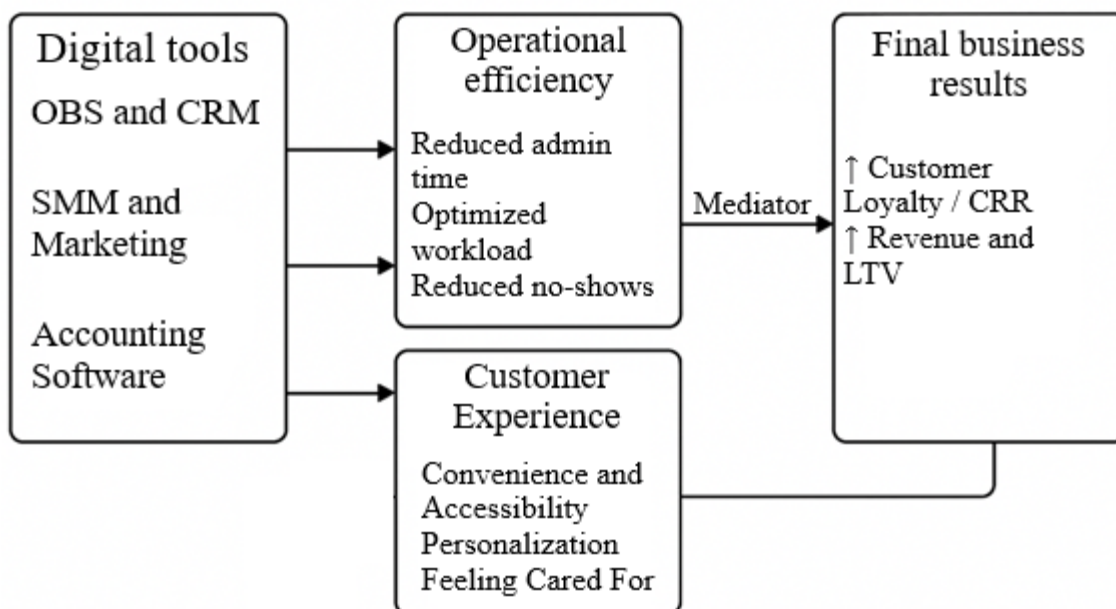 Digital tools
OBS and CRM
SMM and
Marketing
Accounting
Software
Operational
efficiency
Reduced admin
time
Optimized
workload
Reduced no-shows
Customer
Experience
Convenience and
Accessibility
Personalization
Feeling Cared For
Mediator
Final business
results
↑ Customer
Loyalty / CRR
↑ Revenue and
LTV